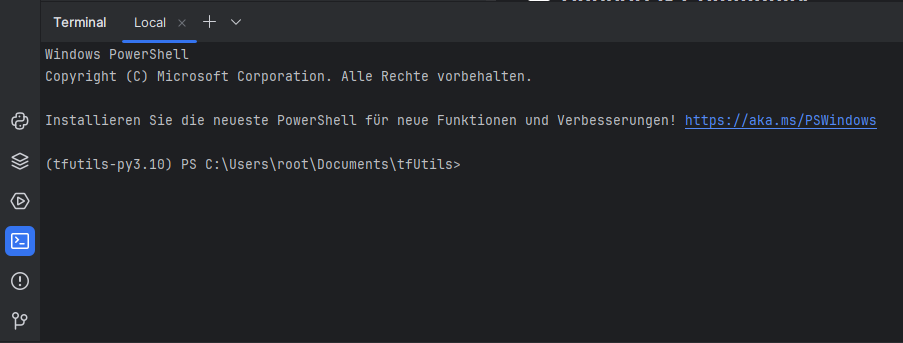 Terminal
Local
Windows PowerShell
Copyright (C) Microsoft Corporation. Alle Rechte vorbehalten.
Installieren Sie die neueste PowerShell für neue Funktionen und Verbesserungen! https://aka.ms/PSWindows
(tfutils-py3.10) PS C:\Users\root\Documents\tfUtils>